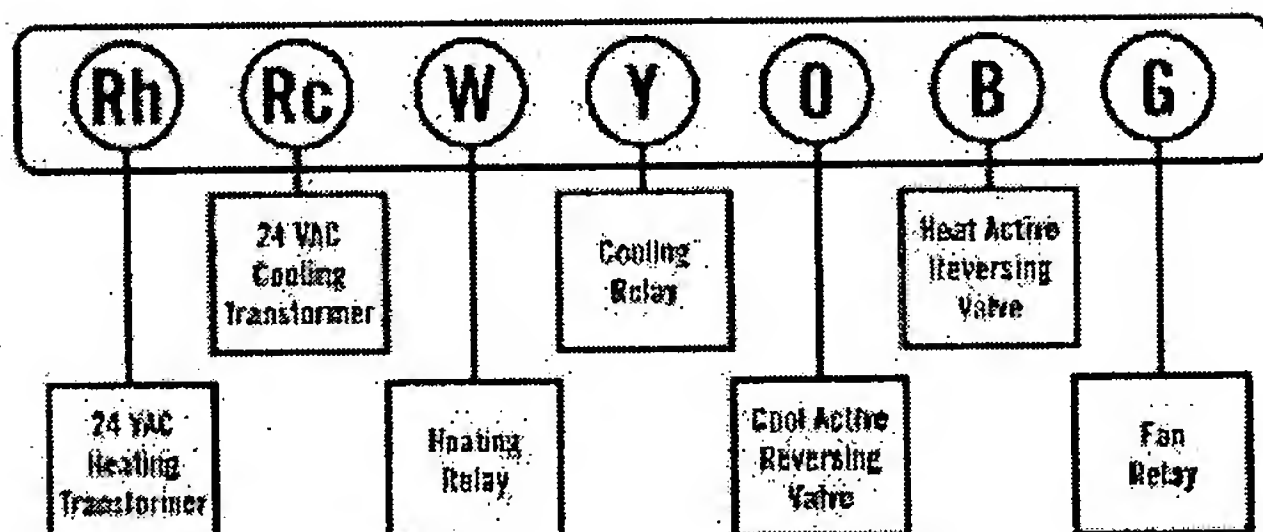 Rh Rc W Y O B G
24 VAC
Cooling
Transformer
Cooling
Relay
Heat Active
Reversing
Valve
24 VAC
Heating
Transformer
Heating
Relay
Cool Active
Reversing
Valve
Fan
Relay